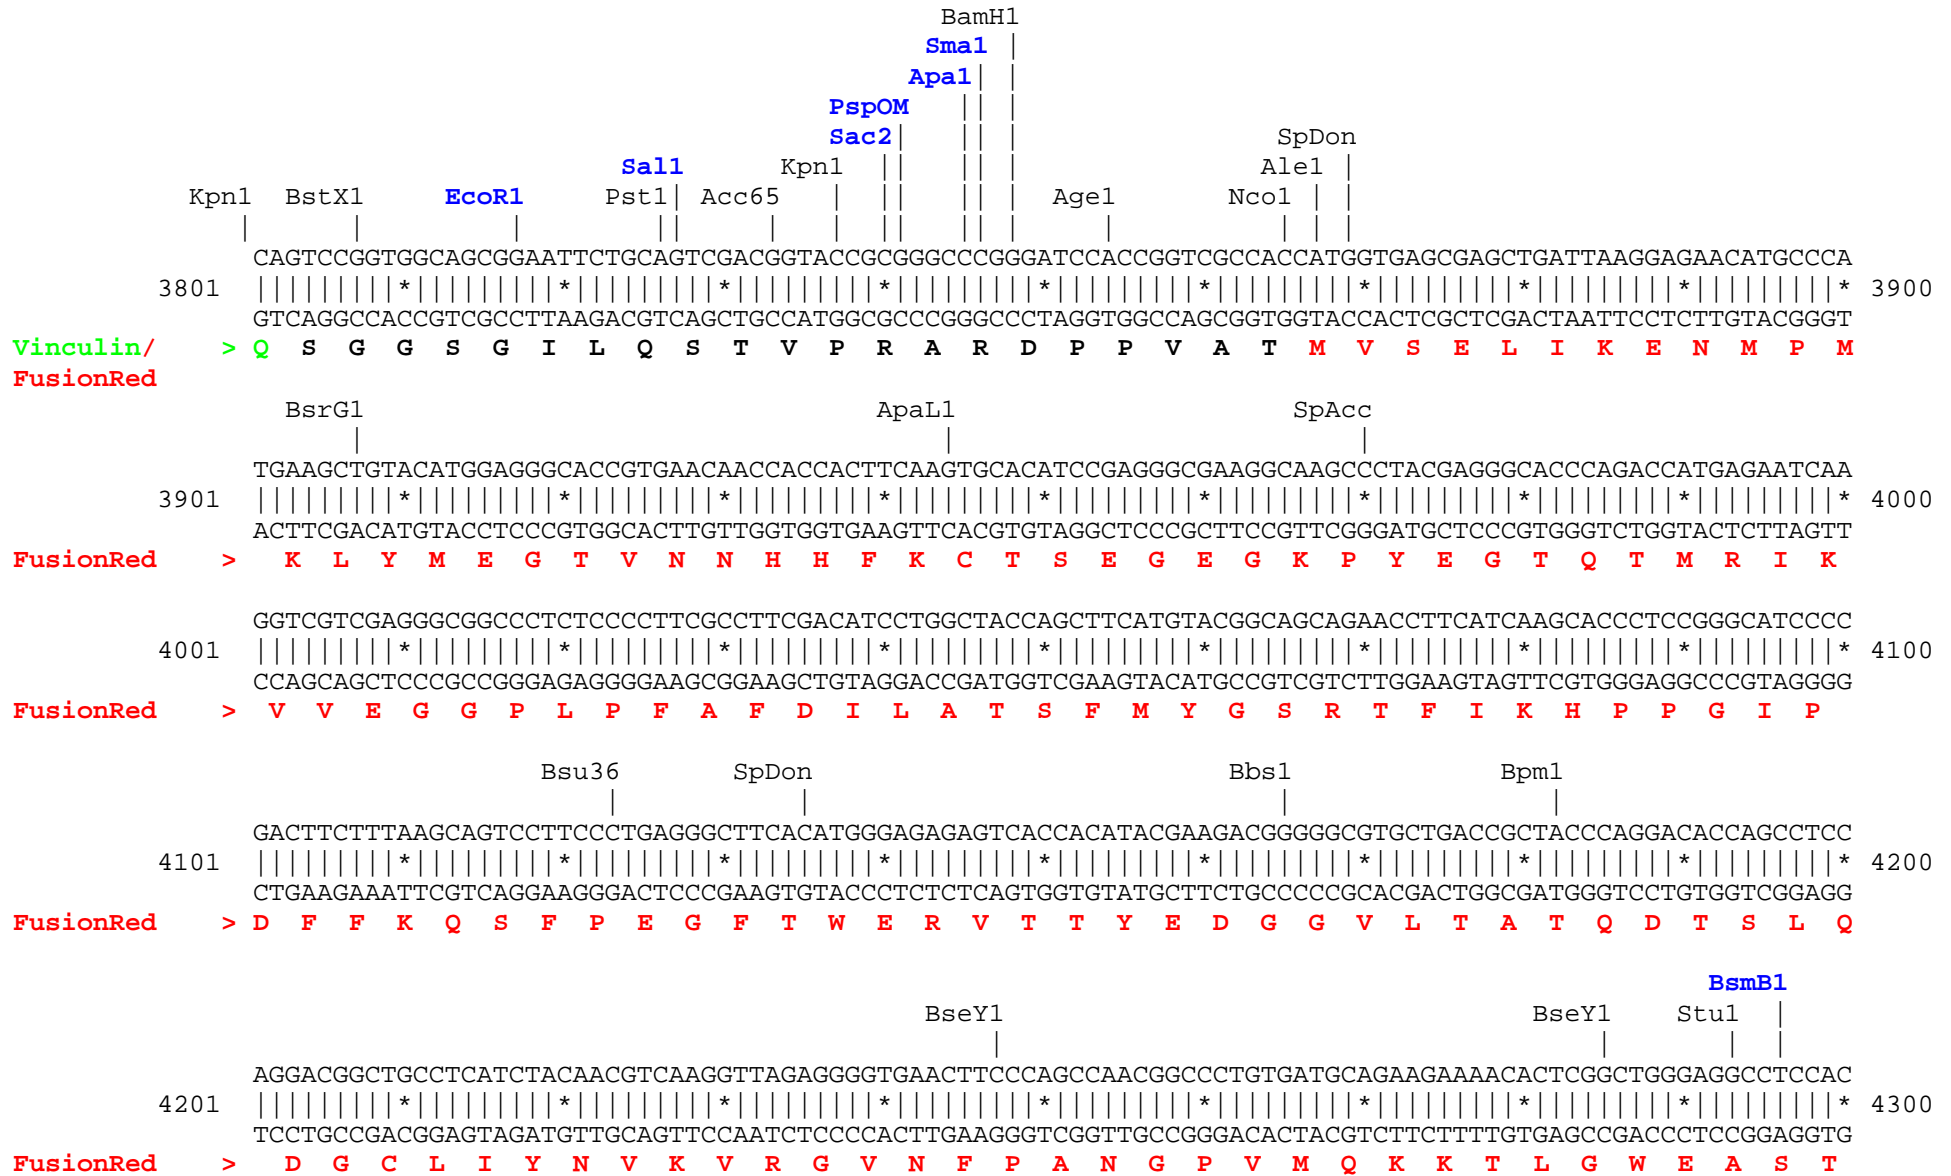 BamH1
Sma1 |
Apa1| |
PspOM || |
Sac2| || | SpDon
Sal1 Kpn1 || || | Ale1 |
Kpn1 BstX1 EcoR1 Pst1| Acc65 | || || | Age1 Nco1 | |
| | | || | | || || | | | | |
CAGTCCGGTGGCAGCGGAATTCTGCAGTCGACGGTACCGCGGGCCCGGGATCCACCGGTCGCCACCATGGTGAGCGAGCTGATTAAGGAGAACATGCCCA
3801 |||||||||*|||||||||*|||||||||*|||||||||*|||||||||*|||||||||*|||||||||*|||||||||*|||||||||*|||||||||* 3900
GTCAGGCCACCGTCGCCTTAAGACGTCAGCTGCCATGGCGCCCGGGCCCTAGGTGGCCAGCGGTGGTACCACTCGCTCGACTAATTCCTCTTGTACGGGT
Vinculin/ > Q S G G S G I L Q S T V P R A R D P P V A T M V S E L I K E N M P M
FusionRed
BsrG1 ApaL1 SpAcc
| | |
TGAAGCTGTACATGGAGGGCACCGTGAACAACCACCACTTCAAGTGCACATCCGAGGGCGAAGGCAAGCCCTACGAGGGCACCCAGACCATGAGAATCAA
3901 |||||||||*|||||||||*|||||||||*|||||||||*|||||||||*|||||||||*|||||||||*|||||||||*|||||||||*|||||||||* 4000
ACTTCGACATGTACCTCCCGTGGCACTTGTTGGTGGTGAAGTTCACGTGTAGGCTCCCGCTTCCGTTCGGGATGCTCCCGTGGGTCTGGTACTCTTAGTT
FusionRed > K L Y M E G T V N N H H F K C T S E G E G K P Y E G T Q T M R I K
GGTCGTCGAGGGCGGCCCTCTCCCCTTCGCCTTCGACATCCTGGCTACCAGCTTCATGTACGGCAGCAGAACCTTCATCAAGCACCCTCCGGGCATCCCC
4001 |||||||||*|||||||||*|||||||||*|||||||||*|||||||||*|||||||||*|||||||||*|||||||||*|||||||||*|||||||||* 4100
CCAGCAGCTCCCGCCGGGAGAGGGGAAGCGGAAGCTGTAGGACCGATGGTCGAAGTACATGCCGTCGTCTTGGAAGTAGTTCGTGGGAGGCCCGTAGGGG
FusionRed > V V E G G P L P F A F D I L A T S F M Y G S R T F I K H P P G I P
Bsu36 SpDon Bbs1 Bpm1
| | | |
GACTTCTTTAAGCAGTCCTTCCCTGAGGGCTTCACATGGGAGAGAGTCACCACATACGAAGACGGGGGCGTGCTGACCGCTACCCAGGACACCAGCCTCC
4101 |||||||||*|||||||||*|||||||||*|||||||||*|||||||||*|||||||||*|||||||||*|||||||||*|||||||||*|||||||||* 4200
CTGAAGAAATTCGTCAGGAAGGGACTCCCGAAGTGTACCCTCTCTCAGTGGTGTATGCTTCTGCCCCCGCACGACTGGCGATGGGTCCTGTGGTCGGAGG
FusionRed > D F F K Q S F P E G F T W E R V T T Y E D G G V L T A T Q D T S L Q
BsmB1
BseY1 BseY1 Stu1 |
| | | |
AGGACGGCTGCCTCATCTACAACGTCAAGGTTAGAGGGGTGAACTTCCCAGCCAACGGCCCTGTGATGCAGAAGAAAACACTCGGCTGGGAGGCCTCCAC
4201 |||||||||*|||||||||*|||||||||*|||||||||*|||||||||*|||||||||*|||||||||*|||||||||*|||||||||*|||||||||* 4300
TCCTGCCGACGGAGTAGATGTTGCAGTTCCAATCTCCCCACTTGAAGGGTCGGTTGCCGGGACACTACGTCTTCTTTTGTGAGCCGACCCTCCGGAGGTG
FusionRed > D G C L I Y N V K V R G V N F P A N G P V M Q K K T L G W E A S T